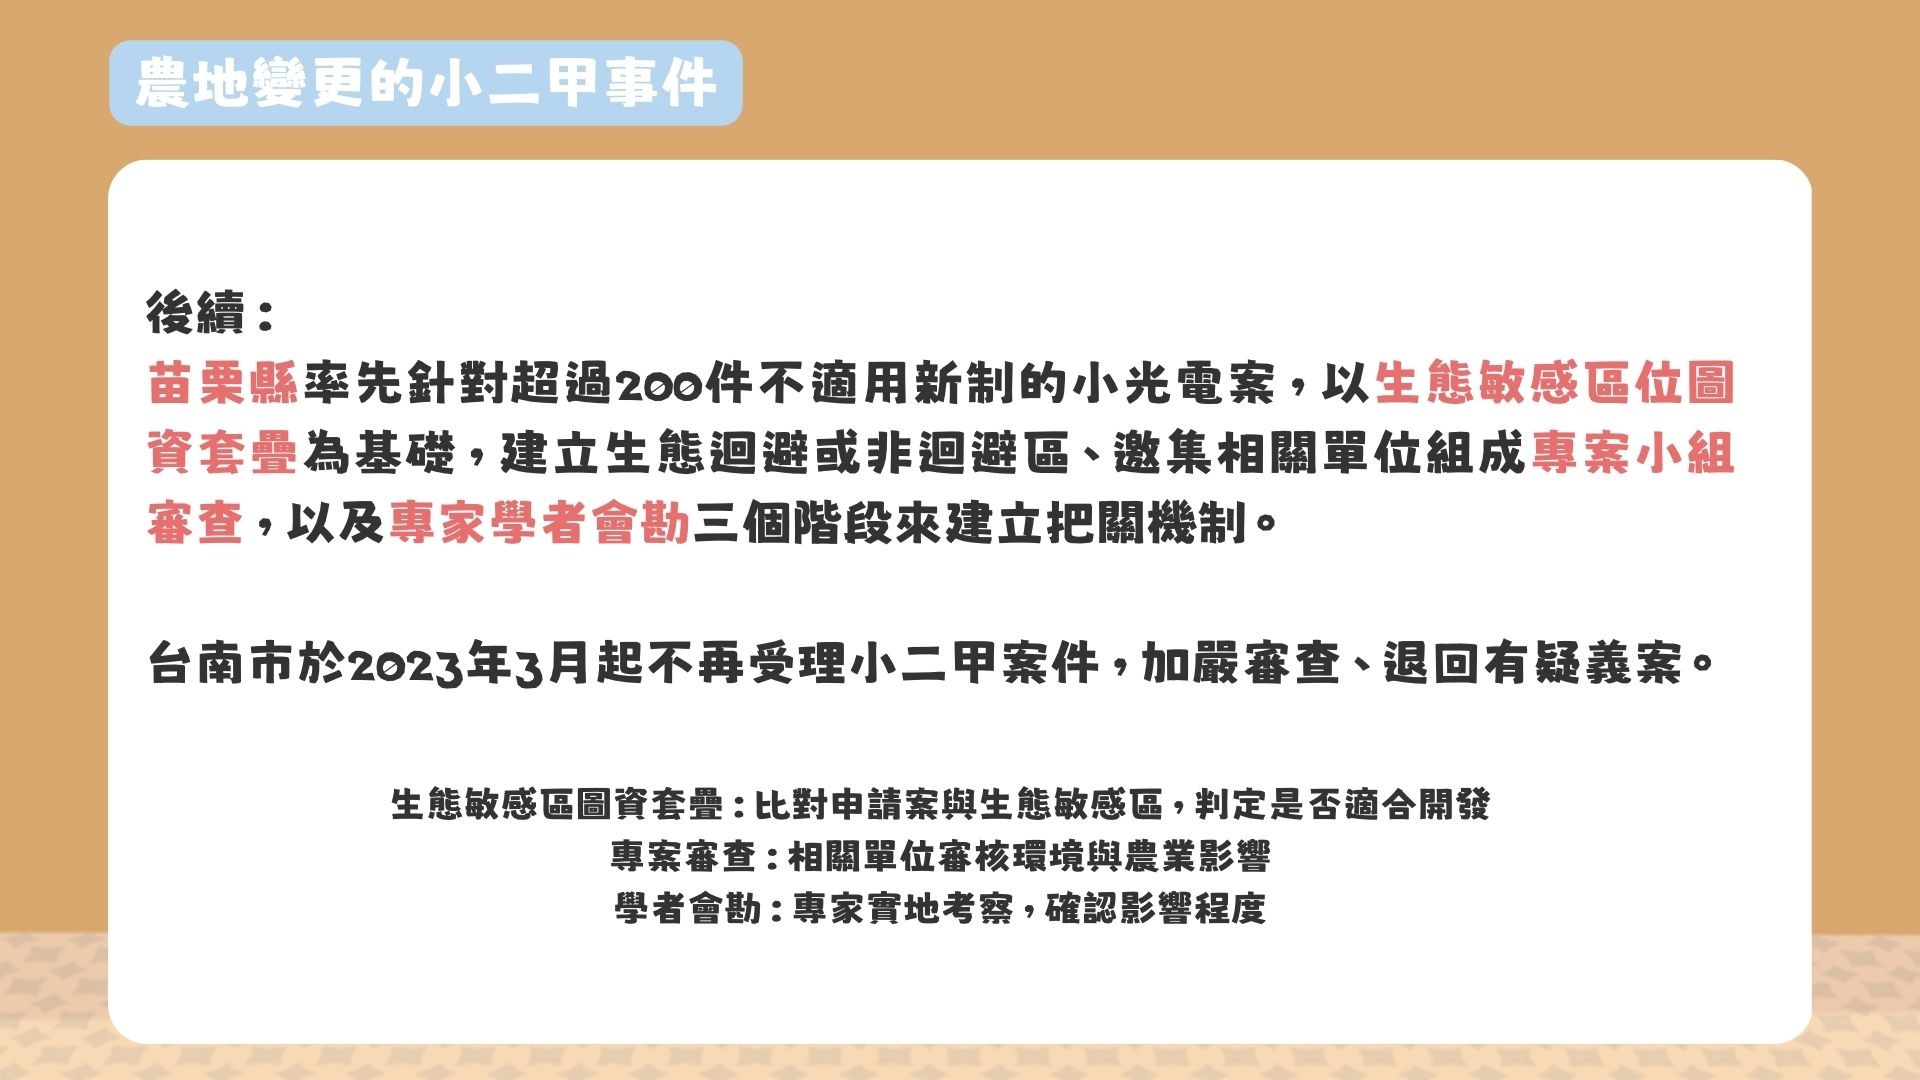 農地變更的小二甲事件
後續：
苗栗縣率先針對超過200件不適用新制的小光電案，以生態敏感區位圖
資套疊為基礎，建立生態迴避或非迴避區、邀集相關單位組成專案小組
審查，以及專家學者會勘三個階段來建立把關機制。
台南市於2023年3月起不再受理小二甲案件，加嚴審查、退回有疑義案。
生態敏感區圖資套疊：比對申請案與生態敏感區，判定是否適合開發
專案審查：相關單位審核環境與農業影響
學者會勘：專家實地考察，確認影響程度